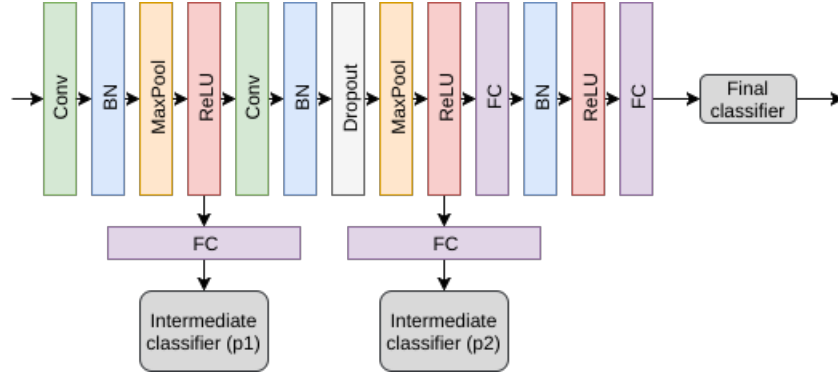 Conv
BN
MaxPool
ReLU
Conv
BN
Dropout
MaxPool
ReLU
FC
BN
ReLU
FC
Final
classifier
FC
FC
Intermediate
classifier (p1)
Intermediate
classifier (p2)